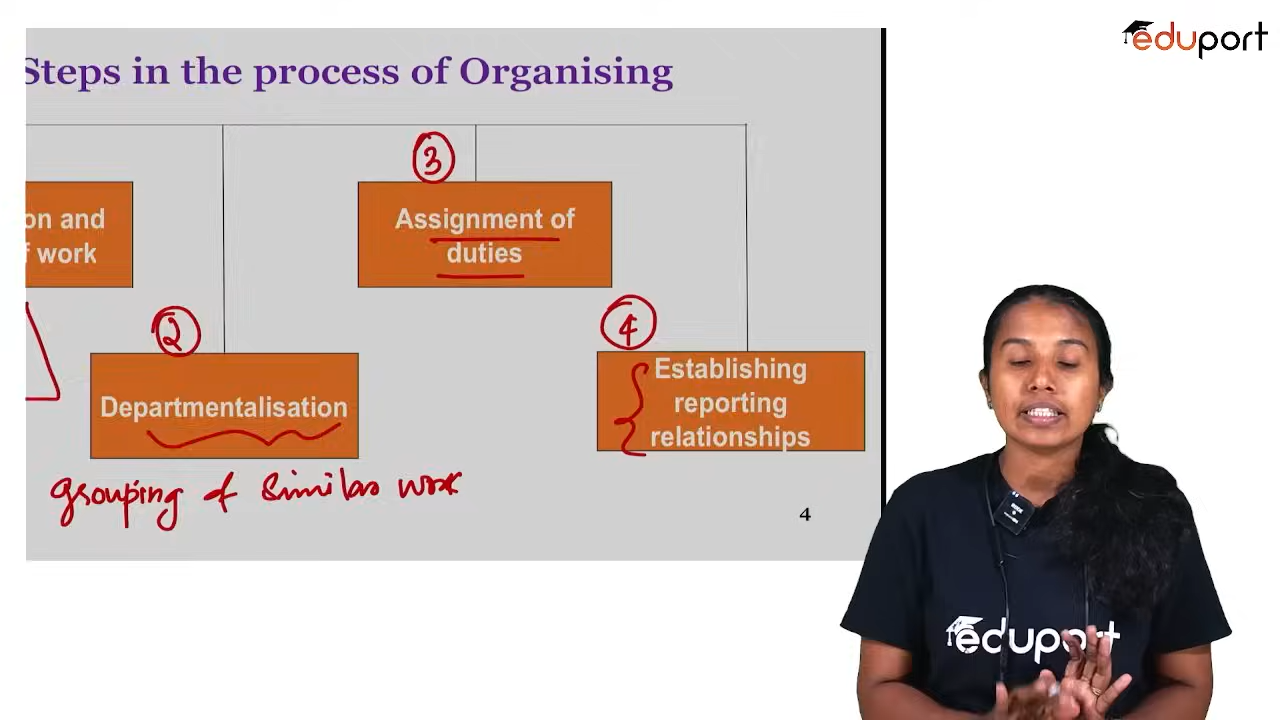 eduport
Steps in the process of Organising
3
on and
f work
Assignment of
duties
2
4
Departmentalisation
Establishing
reporting
relationships
grouping of similar work
4
eduport